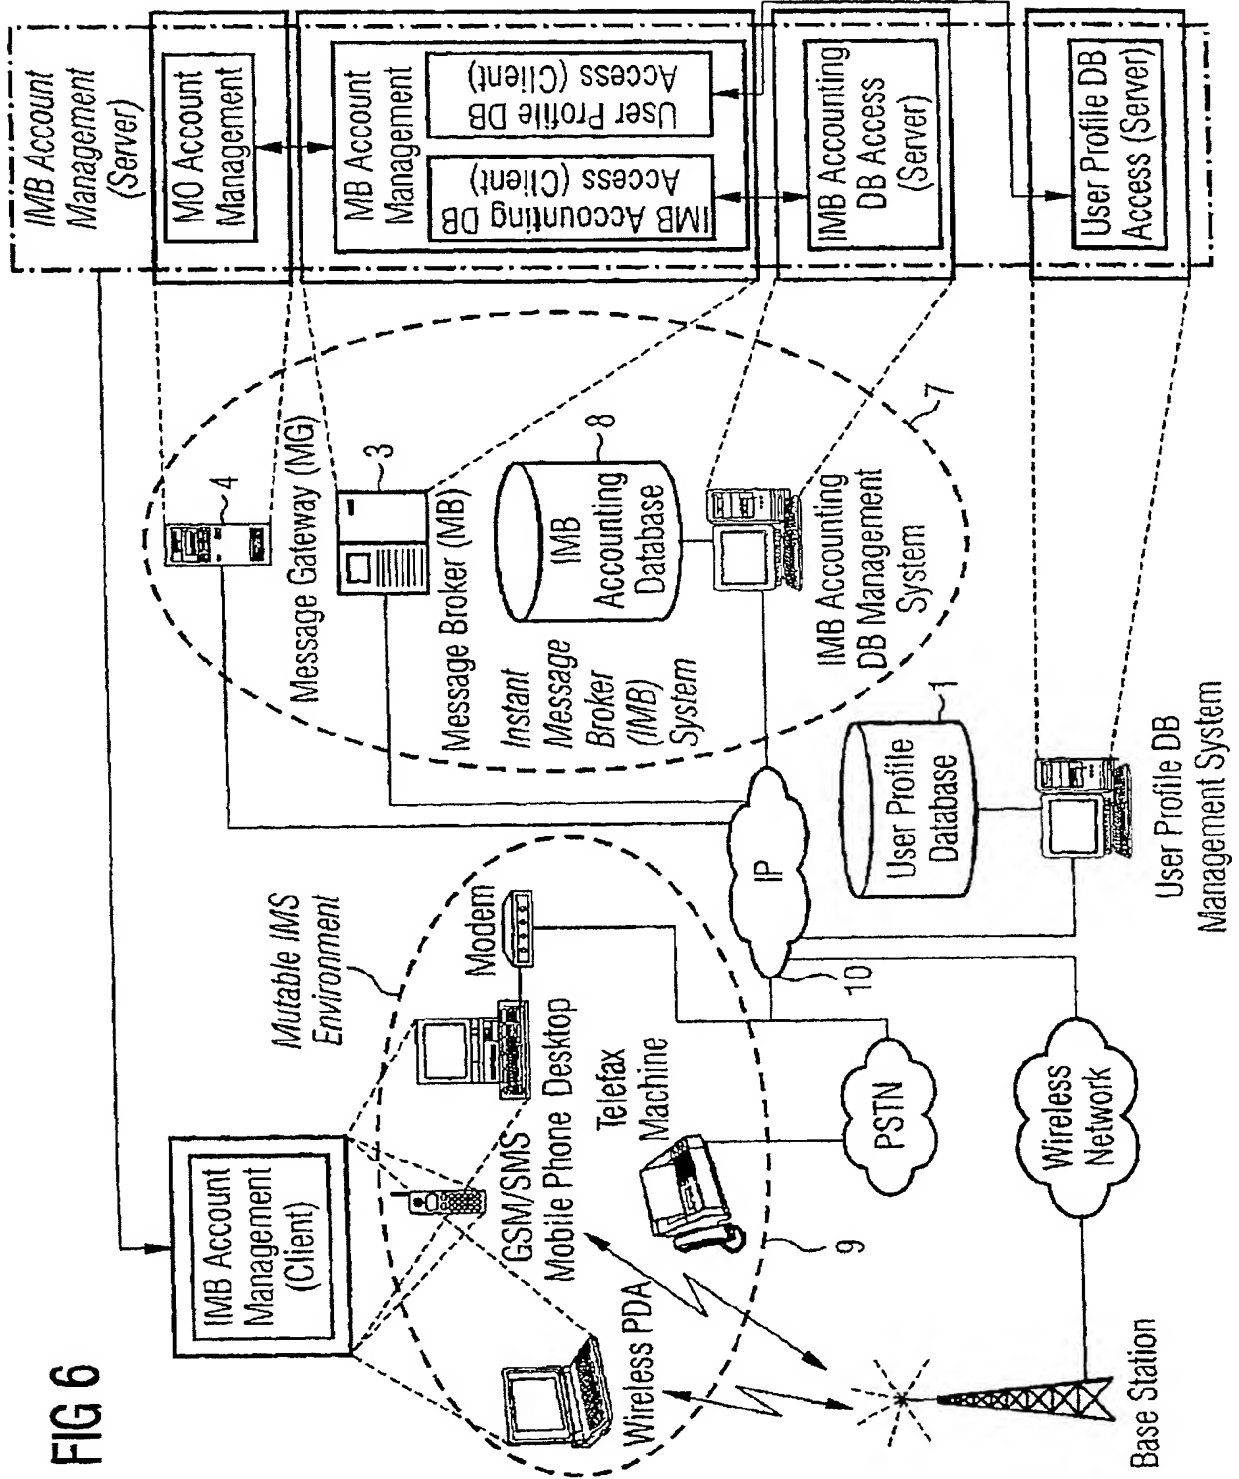 FIG 6
IMB Account
Management
(Client)
Mutable IMS
Environment
Modem
GSM/SMS
Mobile Phone Desktop
Telefax
Machine
Wireless PDA
9
Base Station
Wireless
Network
PSTN
10
IP
User Profile
Database
1
User Profile DB
Management System
4
Message Gateway (MG)
3
Message Broker (MB)
Instant
Message
Broker
(IMB)
System
IMB
Accounting
Database
8
IMB Accounting
DB Management
System
7
IMB Account
Management
(Server)
MO Account
Management
MB Account
Management
IMB Accounting DB
Access (Client)
User Profile DB
Access (Client)
IMB Accounting
DB Access
(Server)
User Profile DB
Access (Server)